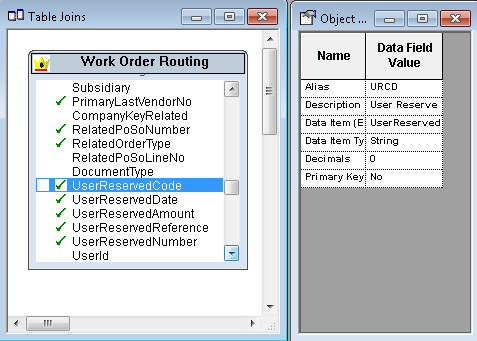 Table Joins
Work Order Routing
Subsidiary
PrimaryLastVendorNo
CompanyKeyRelated
RelatedPoSoNumber
RelatedOrderType
RelatedPoSoLineNo
DocumentType
UserReservedCode
UserReservedDate
UserReservedAmount
UserReservedReference
UserReservedNumber
UserId
Object ...
Name Data Field Value
Alias URCD
Description User Reserve
Data Item (E UserReserved
Data Item Ty String
Decimals 0
Primary Key No